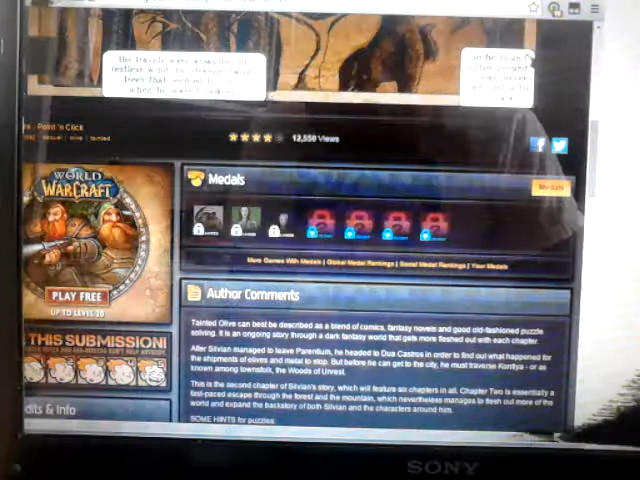 12,550 Views
Medals
Medals
WORLD
WARCRAFT
PLAY FREE
UP TO LEVEL 20
More Games With Medals | Global Medal Rankings | Social Medal Rankings | Your Medals
Author Comments
Tainted Olive can best be described as a blend of comics, fantasy novels and good old-fashioned puzzle
solving. It is an ongoing story through a dark fantasy world that gets more fleshed out with each chapter.
After Silvian managed to leave Parentium, he headed to Dua Castros in order to find out what happened for
the shipments of olives and metal to stop. But before he can get to the city, he must traverse Kontiya - or as
known among townsfolk, the Woods of Unrest.
This is the second chapter of Silvian's story, which will feature six chapters in all. Chapter Two is essentially a
fast-paced escape through the forest and the mountain, which nevertheless manages to flesh out more of the
world and expand the backstory of both Silvian and the characters around him.
SOME HINTS for puzzles:
THIS SUBMISSION!
dits & Info
SONY